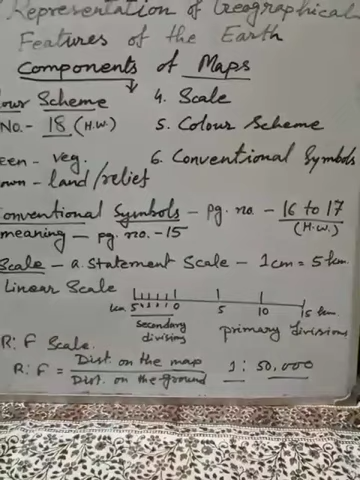 Representation of Geographical
Features of the Earth
Components of Maps
our Scheme 4. Scale
No. - 18 (H.W.) 5. Colour Scheme
een - veg. 6. Conventional Symbols
own - land/relief
onventional Symbols - pg. no. - 16 to 17
(H.W.)
meaning - pg. no. - 15
Scale - a. Statement Scale - 1cm = 5 km.
Linear Scale
km 5 0 5 10 15 km
secondary division primary divisions
R: F Scale.
R: F = Dist. on the map 1 : 50,000
Dist. on the ground